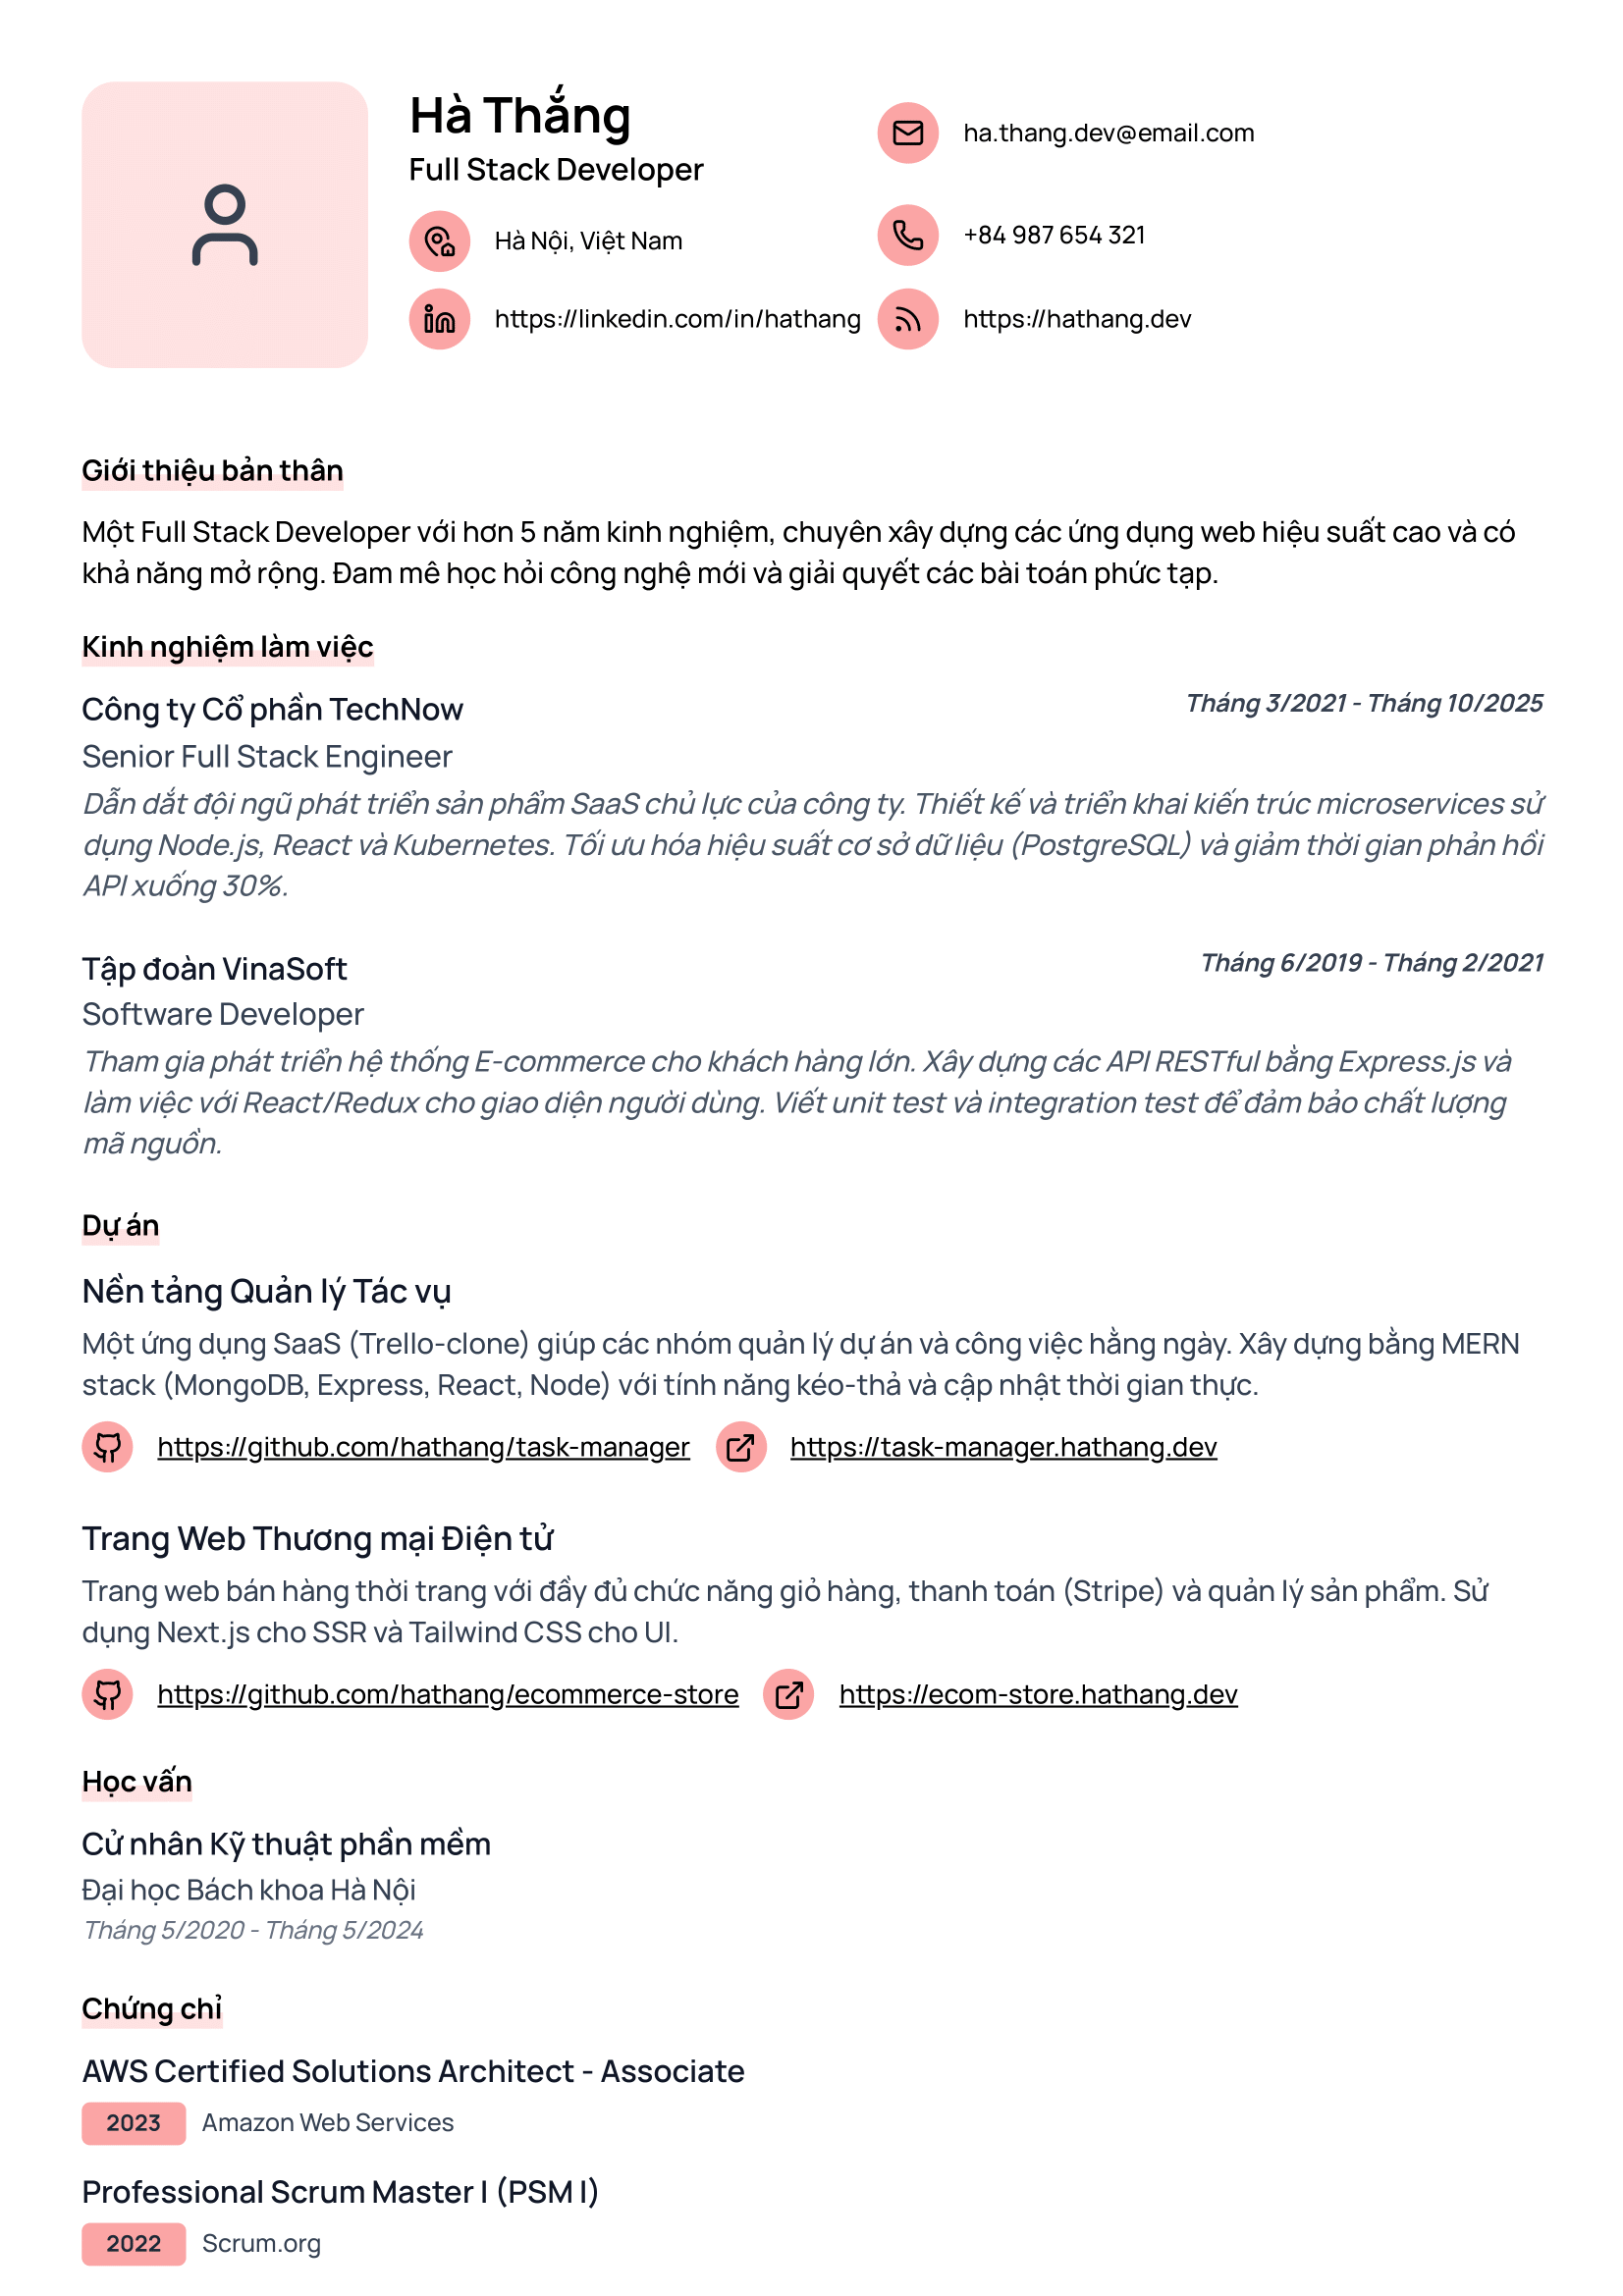 Hà Thắng
Full Stack Developer
Hà Nội, Việt Nam
https://linkedin.com/in/hathang
ha.thang.dev@email.com
+84 987 654 321
https://hathang.dev
Giới thiệu bản thân
Một Full Stack Developer với hơn 5 năm kinh nghiệm, chuyên xây dựng các ứng dụng web hiệu suất cao và có
khả năng mở rộng. Đam mê học hỏi công nghệ mới và giải quyết các bài toán phức tạp.
Kinh nghiệm làm việc
Công ty Cổ phần TechNow
Tháng 3/2021 - Tháng 10/2025
Senior Full Stack Engineer
Dẫn dắt đội ngũ phát triển sản phẩm SaaS chủ lực của công ty. Thiết kế và triển khai kiến trúc microservices sử
dụng Node.js, React và Kubernetes. Tối ưu hóa hiệu suất cơ sở dữ liệu (PostgreSQL) và giảm thời gian phản hồi
API xuống 30%.
Tập đoàn VinaSoft
Tháng 6/2019 - Tháng 2/2021
Software Developer
Tham gia phát triển hệ thống E-commerce cho khách hàng lớn. Xây dựng các API RESTful bằng Express.js và
làm việc với React/Redux cho giao diện người dùng. Viết unit test và integration test để đảm bảo chất lượng
mã nguồn.
Dự án
Nền tảng Quản lý Tác vụ
Một ứng dụng SaaS (Trello-clone) giúp các nhóm quản lý dự án và công việc hằng ngày. Xây dựng bằng MERN
stack (MongoDB, Express, React, Node) với tính năng kéo-thả và cập nhật thời gian thực.
https://github.com/hathang/task-manager
https://task-manager.hathang.dev
Trang Web Thương mại Điện tử
Trang web bán hàng thời trang với đầy đủ chức năng giỏ hàng, thanh toán (Stripe) và quản lý sản phẩm. Sử
dụng Next.js cho SSR và Tailwind CSS cho UI.
https://github.com/hathang/ecommerce-store
https://ecom-store.hathang.dev
Học vấn
Cử nhân Kỹ thuật phần mềm
Đại học Bách khoa Hà Nội
Tháng 5/2020 - Tháng 5/2024
Chứng chỉ
AWS Certified Solutions Architect - Associate
2023 Amazon Web Services
Professional Scrum Master I (PSM I)
2022 Scrum.org